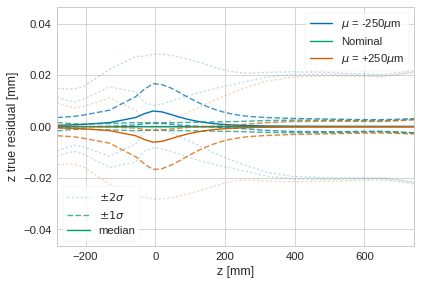 0.04
0.02
0.00
−0.02
−0.04
z true residual [mm]
μ = -250μm
Nominal
μ = +250μm
±2σ
±1σ
median
−200
0
200
400
600
z [mm]